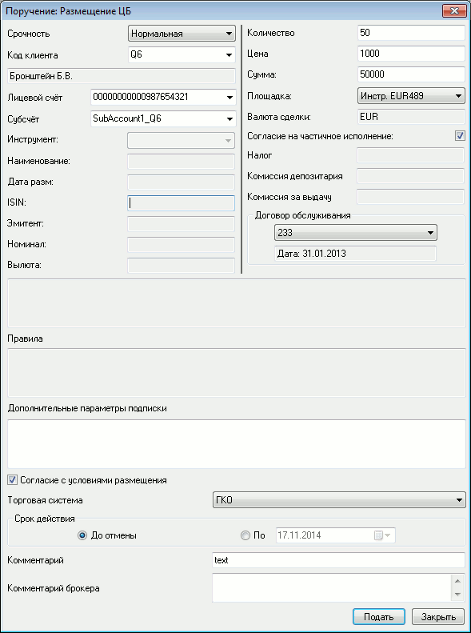 Поручение: Размещение ЦБ
Срочность Нормальная
Код клиента Q6
Бронштейн Б.В.
Лицевой счёт 00000000000987654321
Субсчёт SubAccount1_Q6
Инструмент:
Наименование:
Дата разм:
ISIN:
Эмитент:
Номинал:
Вылюта:
Количество 50
Цена 1000
Сумма: 50000
Площадка: Инстр. EUR489
Валюта сделки: EUR
Согласие на частичное исполнение:
Налог
Комиссия депозитария
Комиссия за выдачу
Договор обслуживания
233
Дата: 31.01.2013
Правила
Дополнительные параметры подписки
Согласие с условиями размещения
Торговая система ГКО
Срок действия
До отмены По 17.11.2014
Комментарий text
Комментарий брокера
Подать Закрыть